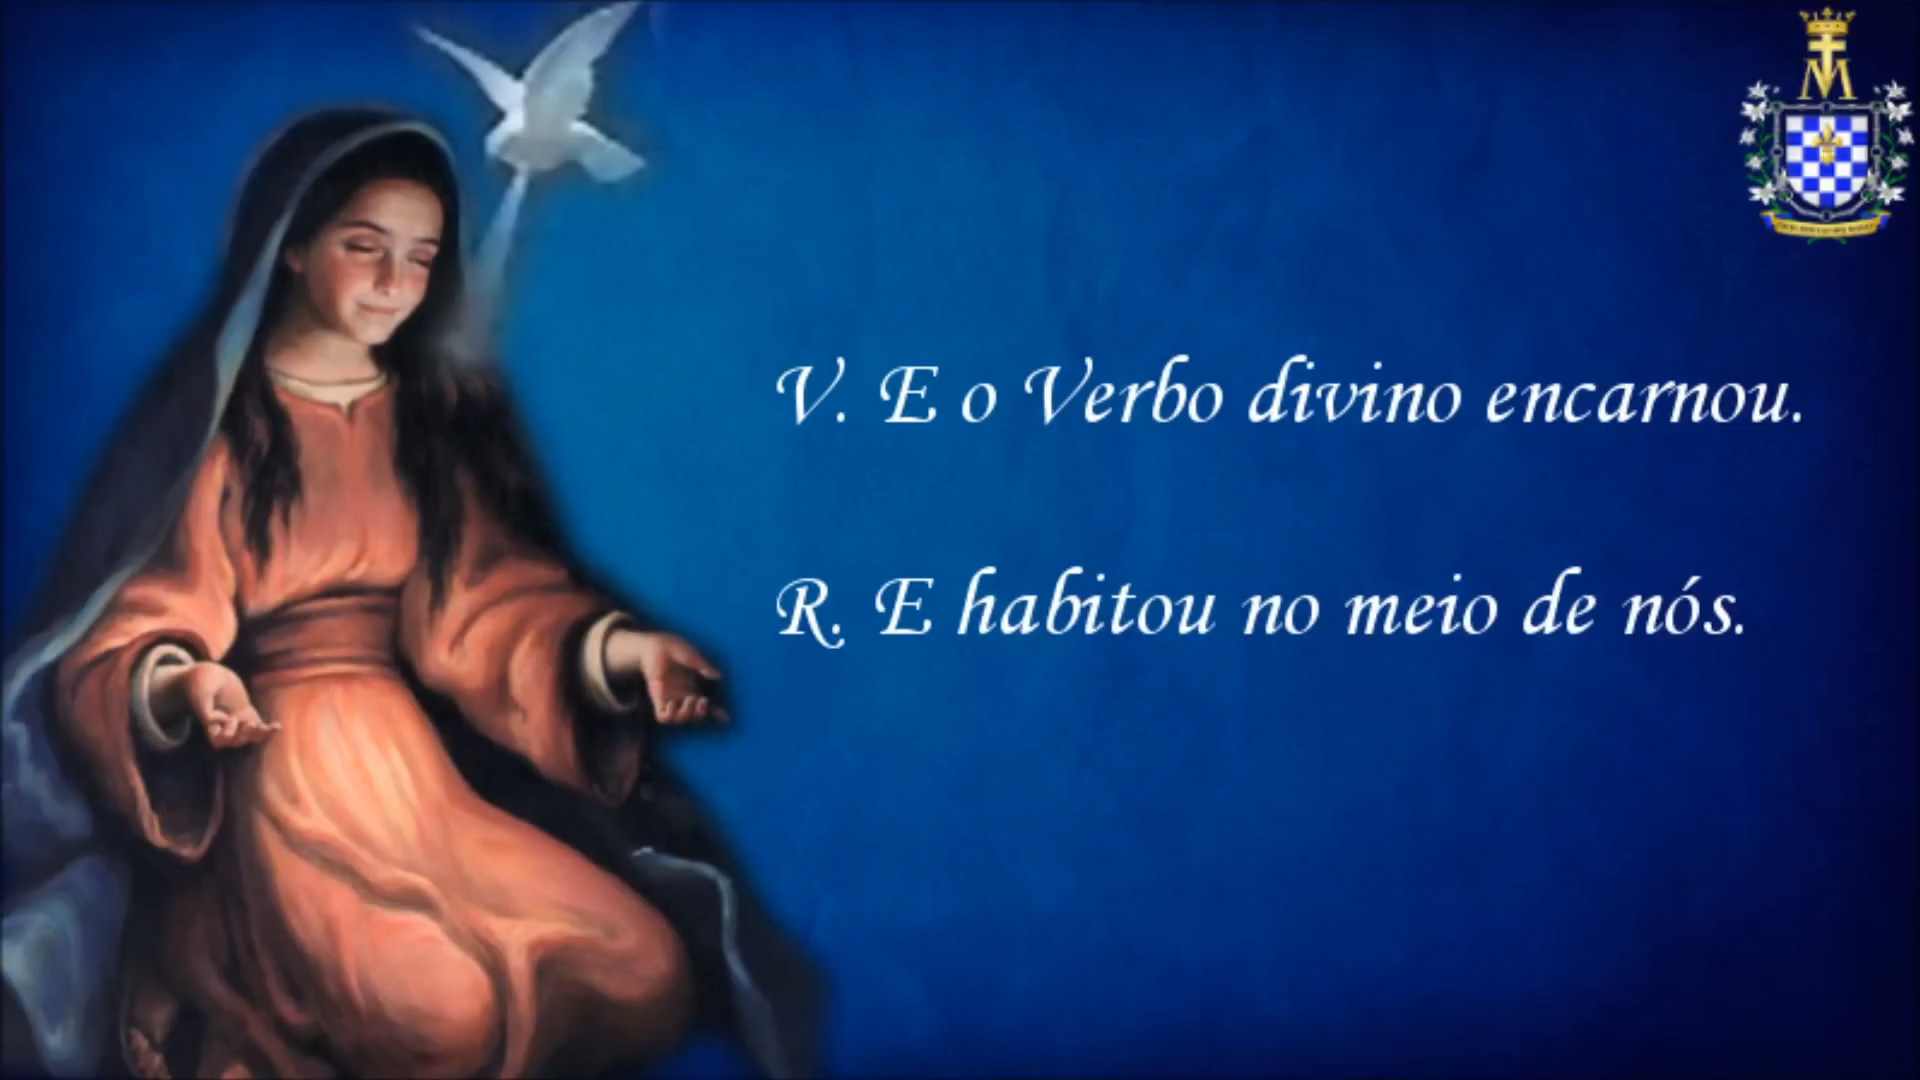 M
V. E o Verbo divino encarnou.
R. E habitou no meio de nós.